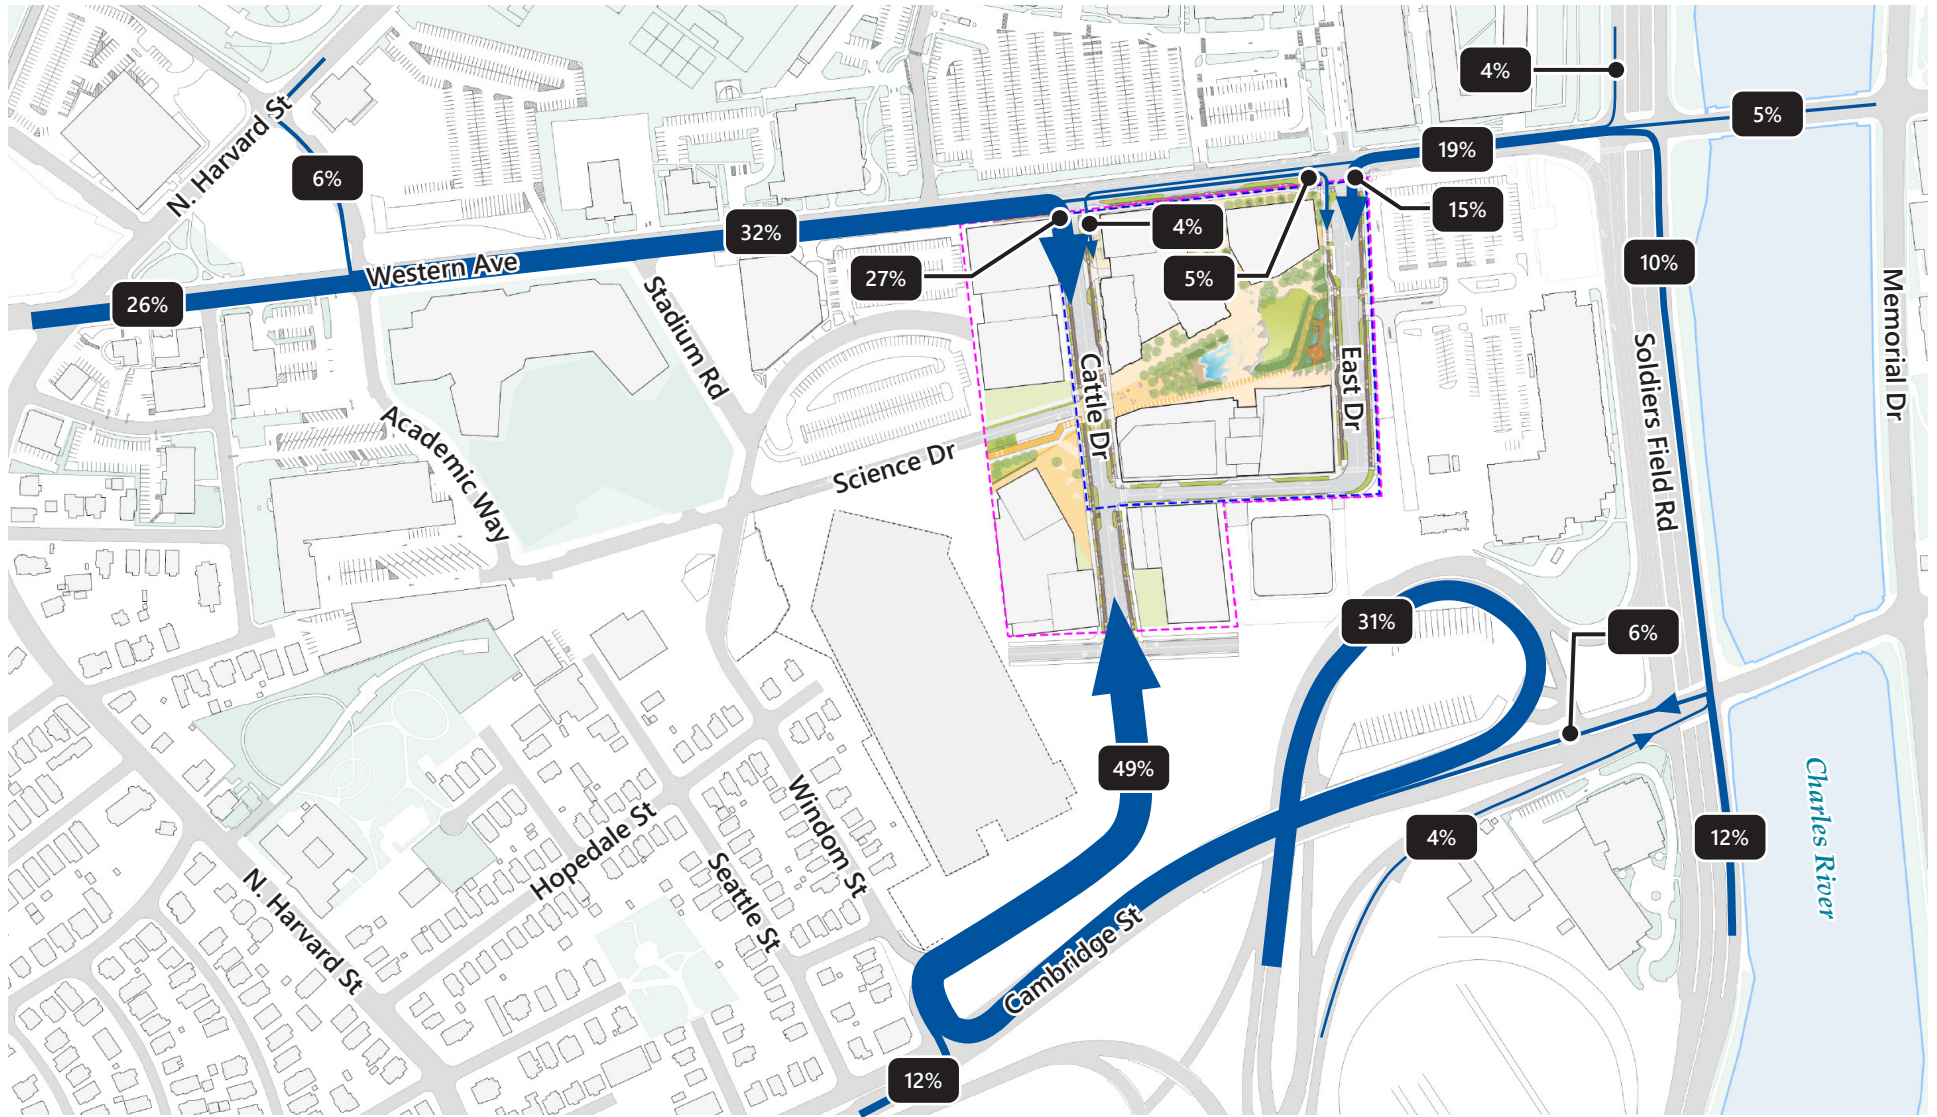 4%
5%
19%
N. Harvard St
6%
15%
32%
4%
27%
5%
10%
Western Ave
26%
Stadium Rd
Memorial Dr
Soldiers Field Rd
Cattle Dr
East Dr
Academic Way
Science Dr
31%
6%
49%
Charles River
Windom St
Hopedale St
4%
12%
Seattle St
N. Harvard St
Cambridge St
12%